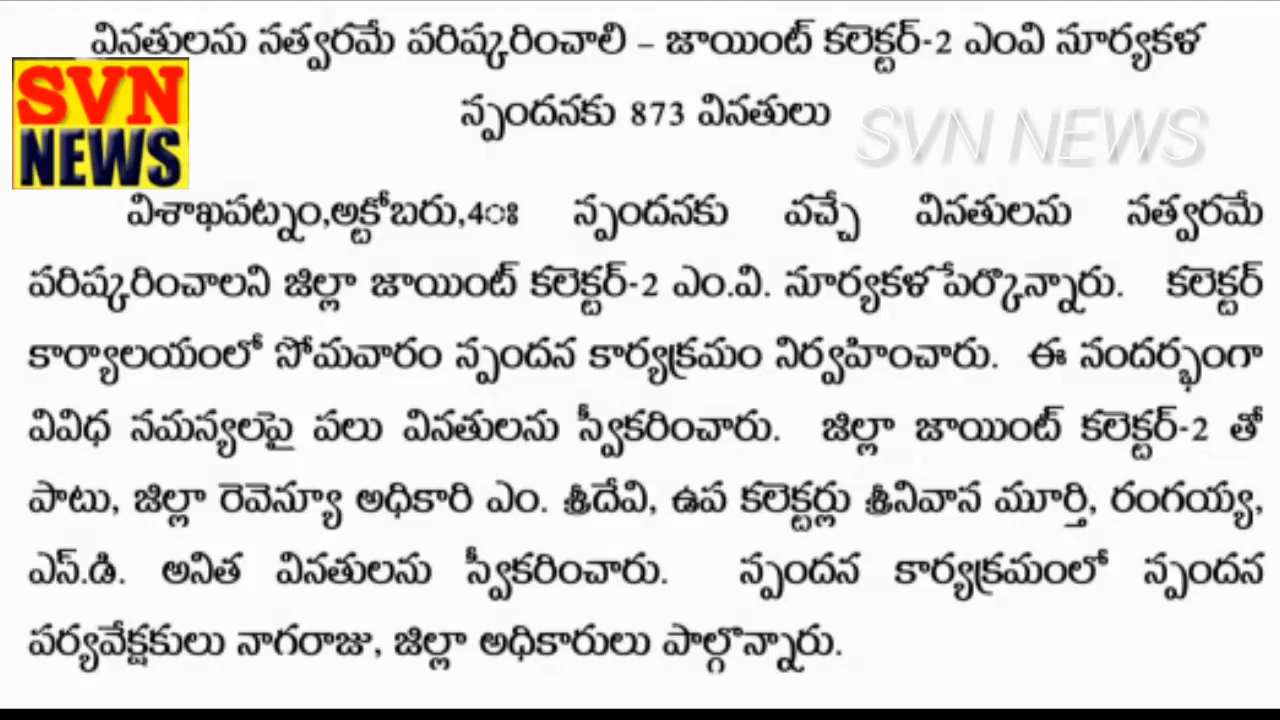 వినతులను సత్వరమే పరిష్కరించాలి – జాయింట్ కలెక్టర్-2 ఎంవి సూర్యకళ
SVN
NEWS
స్పందనకు 873 వినతులు
SVN NEWS
విశాఖపట్నం,అక్టోబరు,4ః స్పందనకు వచ్చే వినతులను సత్వరమే
పరిష్కరించాలని జిల్లా జాయింట్ కలెక్టర్-2 ఎం.వి. సూర్యకళ పేర్కొన్నారు. కలెక్టర్
కార్యాలయంలో సోమవారం స్పందన కార్యక్రమం నిర్వహించారు. ఈ సందర్భంగా
వివిధ సమస్యలపై పలు వినతులను స్వీకరించారు. జిల్లా జాయింట్ కలెక్టర్-2 తో
పాటు, జిల్లా రెవెన్యూ అధికారి ఎం. శ్రీదేవి, ఉప కలెక్టర్లు శ్రీనివాస మూర్తి, రంగయ్య,
ఎస్.డి. అనిత వినతులను స్వీకరించారు. స్పందన కార్యక్రమంలో స్పందన
పర్యవేక్షకులు నాగరాజు, జిల్లా అధికారులు పాల్గొన్నారు.